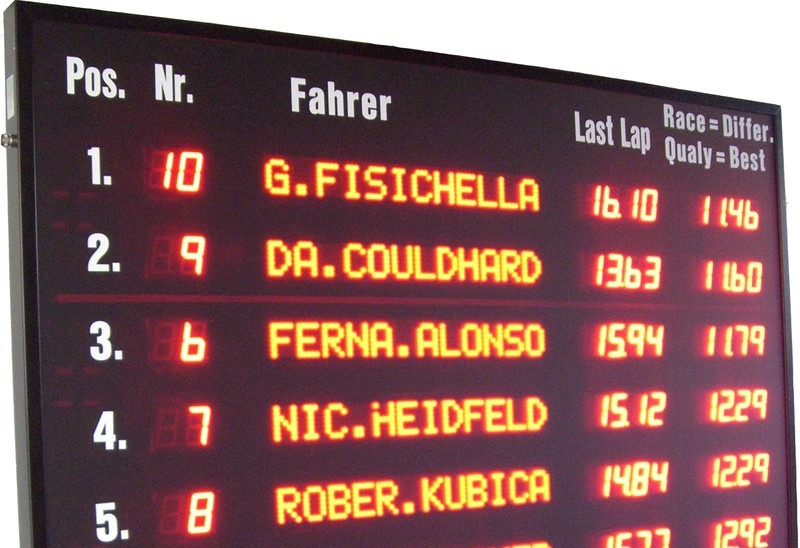 Pos. Nr. Fahrer Last Lap Race = Differ.
Qualy = Best
1. 10 G.FISICHELLA 16.10 11.46
2. 9 DA.COULDHARD 13.63 11.60
3. 6 FERNA.ALONSO 15.94 11.79
4. 7 NIC.HEIDFELD 15.12 12.29
5. 8 ROBER.KUBICA 14.84 12.29
12.92